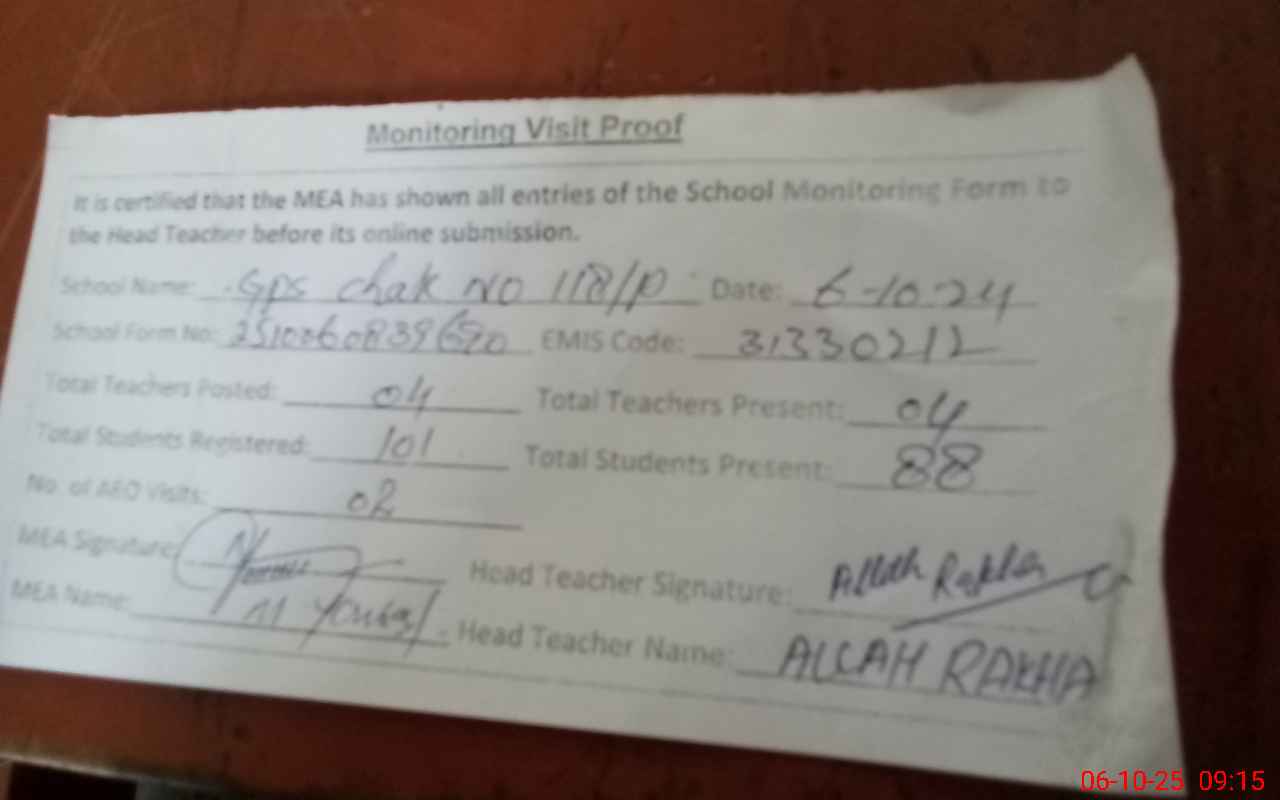 Monitoring Visit Proof
It is certified that the MEA has shown all entries of the School Monitoring Form to
the Head Teacher before its online submission.
School Name: Gps chak NO 118/P Date: 6-10-24
School Form No: EMIS Code: 31330212
Total Teachers Posted: 04 Total Teachers Present: 04
Total Students Registered: 101 Total Students Present: 88
No. of AEO Visits: 02
MEA Signature: Head Teacher Signature: Allah Rakha
MEA Name: M Younas Head Teacher Name: ALLAH RAKHA
06-10-25 09:15